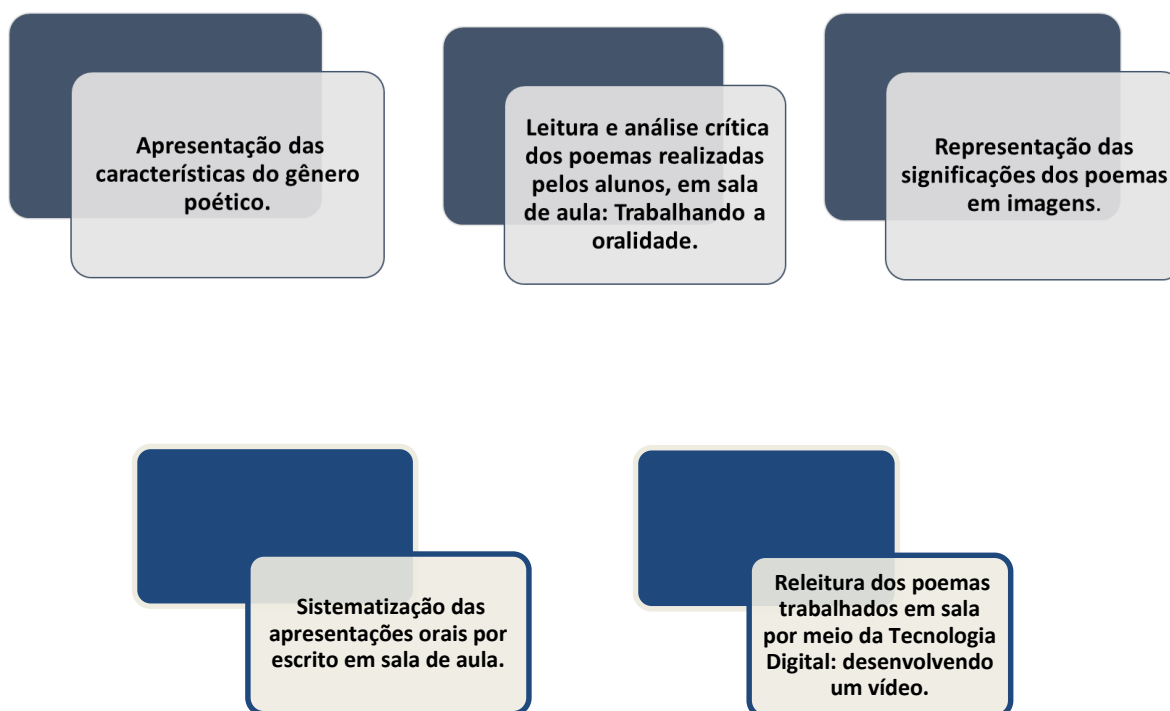 Apresentação das
características do gênero
poético.
Leitura e análise crítica
dos poemas realizadas
pelos alunos, em sala
de aula: Trabalhando a
oralidade.
Representação das
significações dos poemas
em imagens.
Sistematização das
apresentações orais por
escrito em sala de aula.
Releitura dos poemas
trabalhados em sala
por meio da Tecnologia
Digital: desenvolvendo
um vídeo.